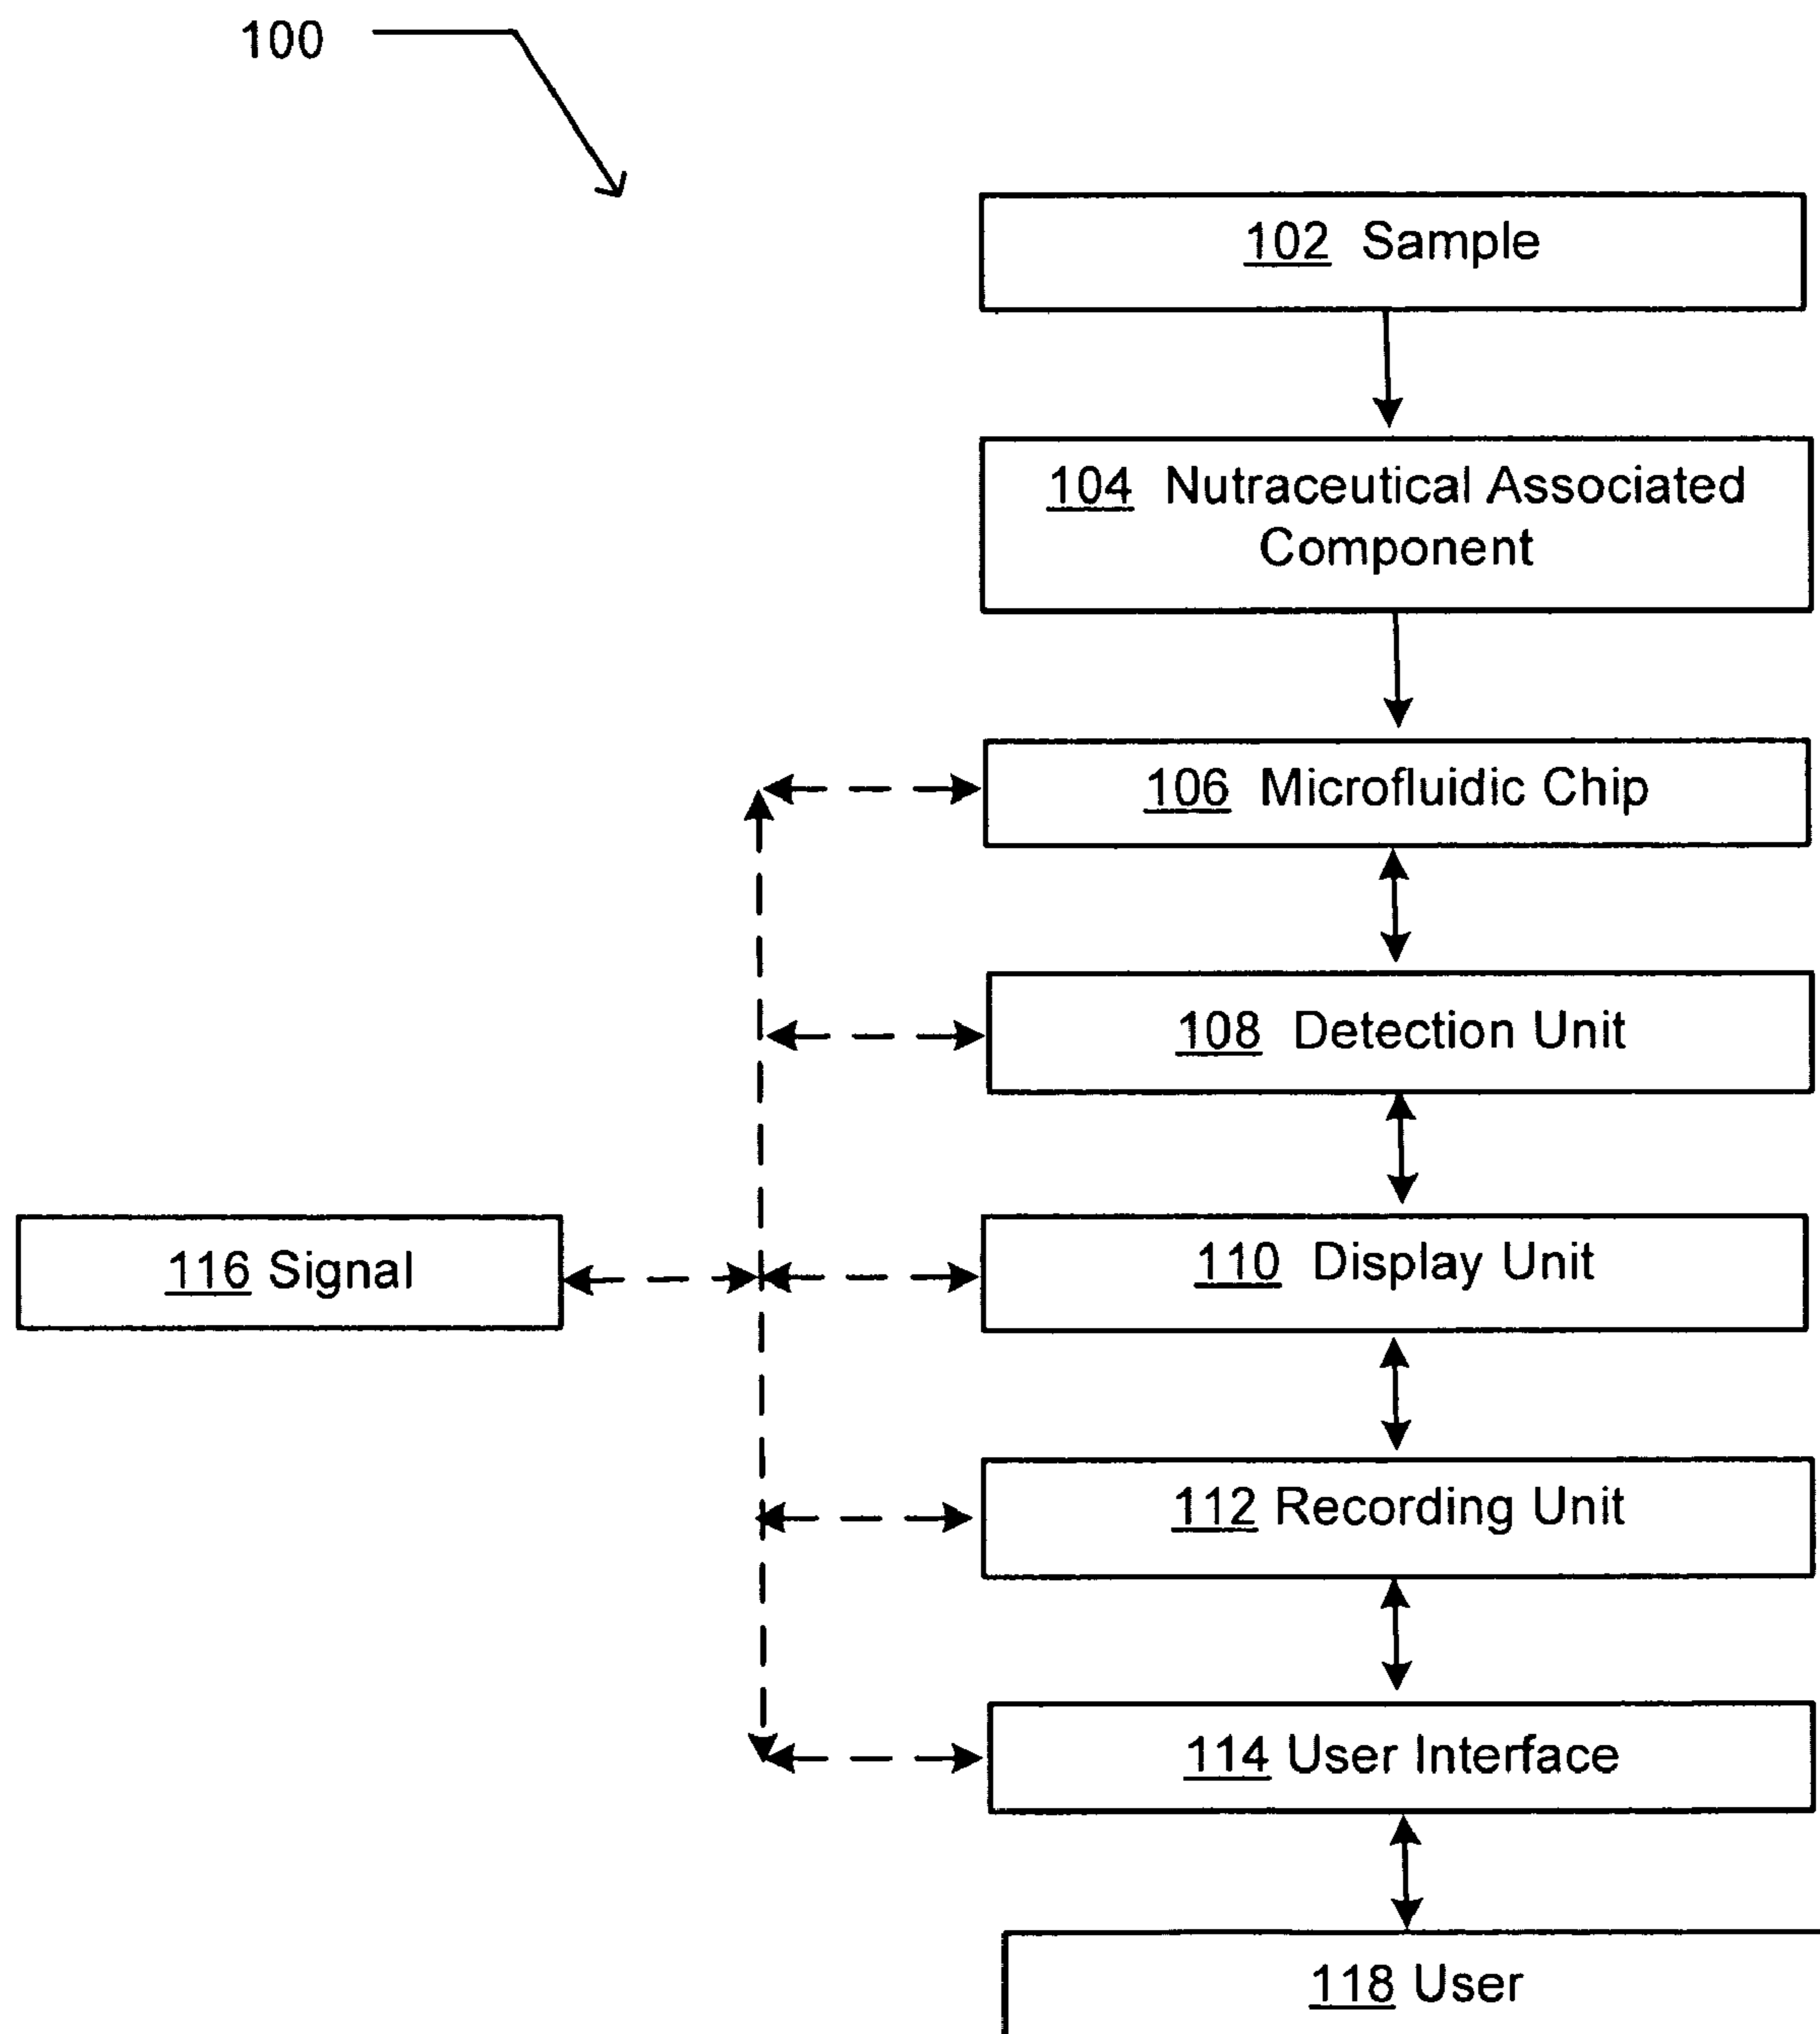 100
102 Sample
104 Nutraceutical Associated
Component
106 Microfluidic Chip
108 Detection Unit
116 Signal
110 Display Unit
112 Recording Unit
114 User Interface
118 User